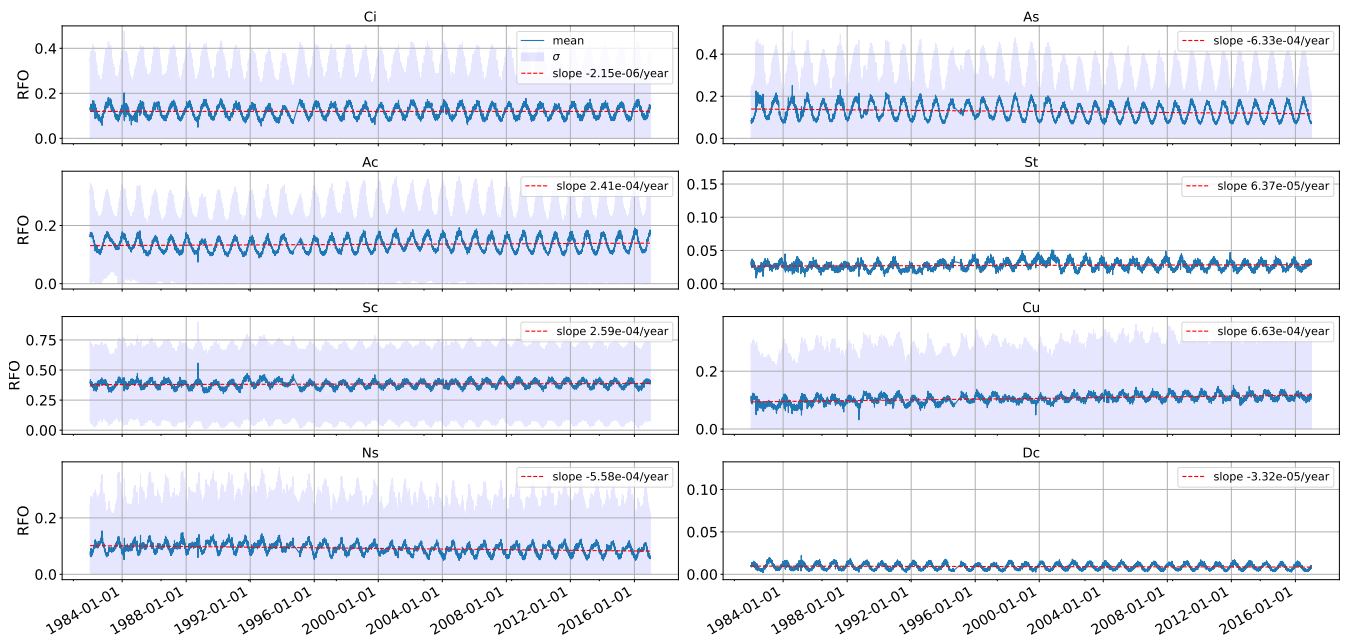 Ci
As
0.4
0.2
0.0
RFO
mean
σ
slope -2.15e-06/year
0.4
0.2
0.0
slope -6.33e-04/year
Ac
St
0.2
0.0
RFO
slope 2.41e-04/year
0.15
0.10
0.05
0.00
slope 6.37e-05/year
Sc
Cu
0.75
0.50
0.25
0.00
RFO
slope 2.59e-04/year
0.2
0.0
slope 6.63e-04/year
Ns
Dc
0.2
0.0
RFO
slope -5.58e-04/year
0.10
0.05
0.00
slope -3.32e-05/year
1984-01-01
1988-01-01
1992-01-01
1996-01-01
2000-01-01
2004-01-01
2008-01-01
2012-01-01
2016-01-01
1984-01-01
1988-01-01
1992-01-01
1996-01-01
2000-01-01
2004-01-01
2008-01-01
2012-01-01
2016-01-01